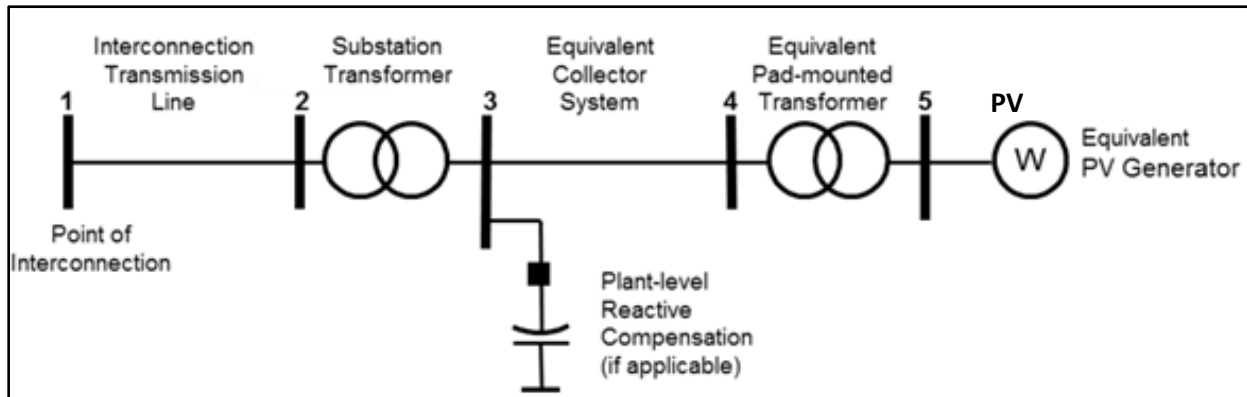 Interconnection
Transmission
Line
Substation
Transformer
Equivalent
Collector
System
Equivalent
Pad-mounted
Transformer
1
2
3
4
5
PV
W
Equivalent
PV Generator
Point of
Interconnection
Plant-level
Reactive
Compensation
(if applicable)